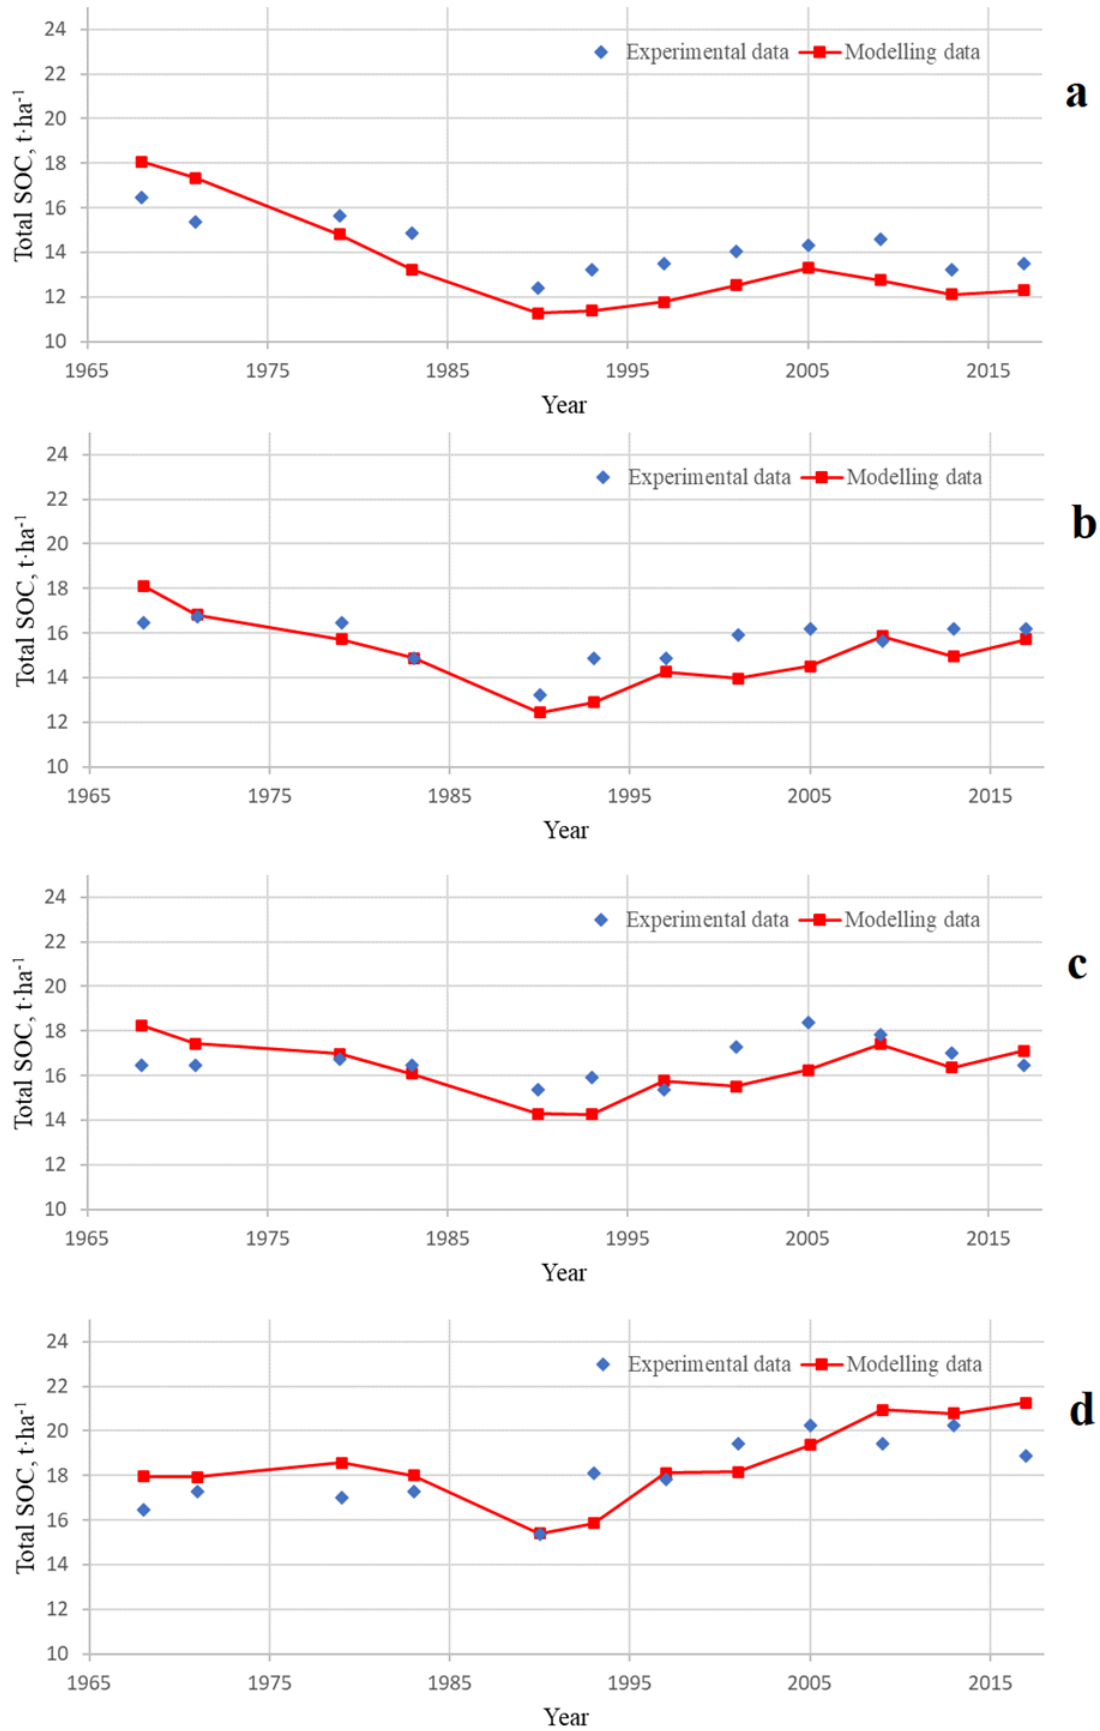 24
22
20
18
16
14
12
10
Total SOC, t·ha⁻¹
Experimental data Modelling data
a
1965 1975 1985 1995 2005 2015
Year
24
22
20
18
16
14
12
10
Total SOC, t·ha⁻¹
Experimental data Modelling data
b
1965 1975 1985 1995 2005 2015
Year
24
22
20
18
16
14
12
10
Total SOC, t·ha⁻¹
Experimental data Modelling data
c
1965 1975 1985 1995 2005 2015
Year
24
22
20
18
16
14
12
10
Total SOC, t·ha⁻¹
Experimental data Modelling data
d
1965 1975 1985 1995 2005 2015
Year